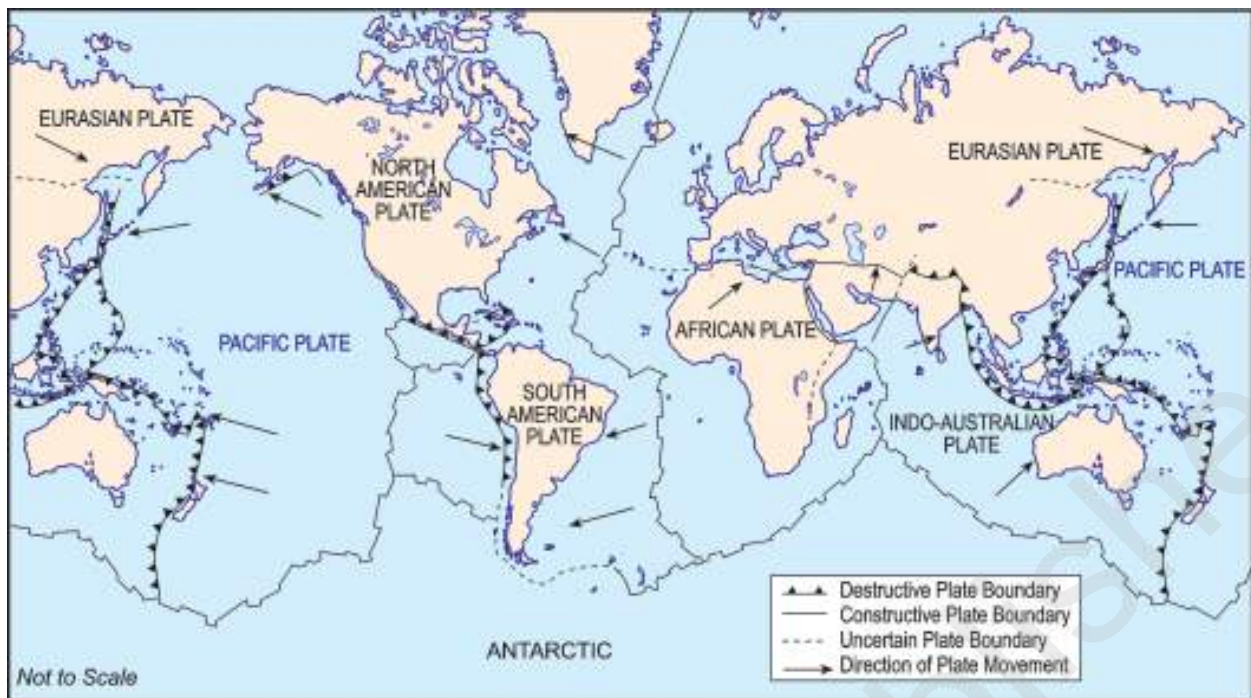 EURASIAN PLATE
NORTH
AMERICAN
PLATE
EURASIAN PLATE
PACIFIC PLATE
PACIFIC PLATE
AFRICAN PLATE
SOUTH
AMERICAN
PLATE
INDO-AUSTRALIAN
PLATE
Destructive Plate Boundary
Constructive Plate Boundary
Uncertain Plate Boundary
Direction of Plate Movement
ANTARCTIC
Not to Scale